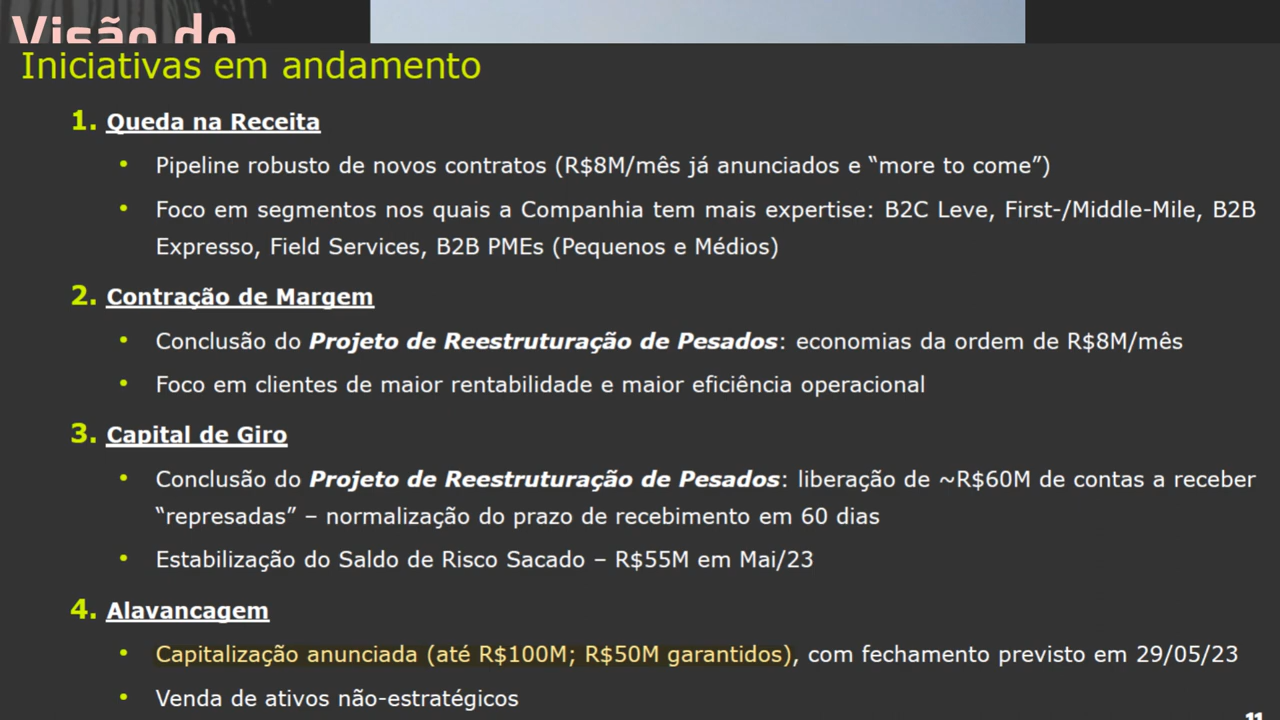 Visão do
Iniciativas em andamento
1. Queda na Receita
• Pipeline robusto de novos contratos (R$8M/mês já anunciados e “more to come”)
• Foco em segmentos nos quais a Companhia tem mais expertise: B2C Leve, First-/Middle-Mile, B2B
Expresso, Field Services, B2B PMEs (Pequenos e Médios)
2. Contração de Margem
• Conclusão do Projeto de Reestruturação de Pesados: economias da ordem de R$8M/mês
• Foco em clientes de maior rentabilidade e maior eficiência operacional
3. Capital de Giro
• Conclusão do Projeto de Reestruturação de Pesados: liberação de ~R$60M de contas a receber
“represadas” – normalização do prazo de recebimento em 60 dias
• Estabilização do Saldo de Risco Sacado – R$55M em Mai/23
4. Alavancagem
• Capitalização anunciada (até R$100M; R$50M garantidos), com fechamento previsto em 29/05/23
• Venda de ativos não-estratégicos
11